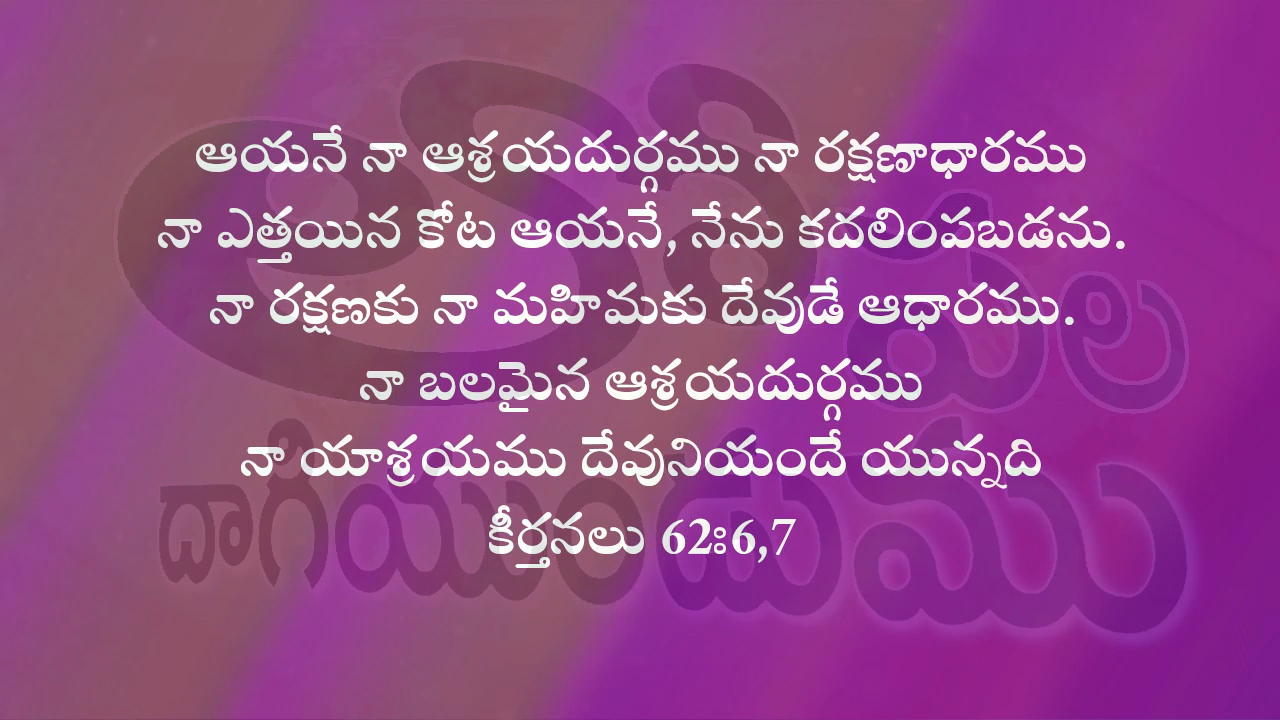 ఆయనే నా ఆశ్రయదుర్గము నా రక్షణాధారము
నా ఎత్తయిన కోట ఆయనే, నేను కదలింపబడను.
నా రక్షణకు నా మహిమకు దేవుడే ఆధారము.
నా బలమైన ఆశ్రయదుర్గము
నా యాశ్రయము దేవునియందే యున్నది
కీర్తనలు 62ః6,7
దాగియుండుము